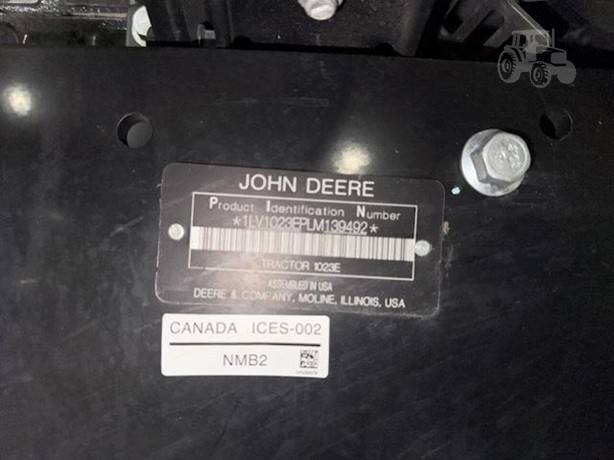 JOHN DEERE
Product Identification Number
*1LV1023EPLM139492*
TRACTOR 1023E
ASSEMBLED IN USA
DEERE & COMPANY, MOLINE, ILLINOIS, USA
CANADA ICES-002
NMB2